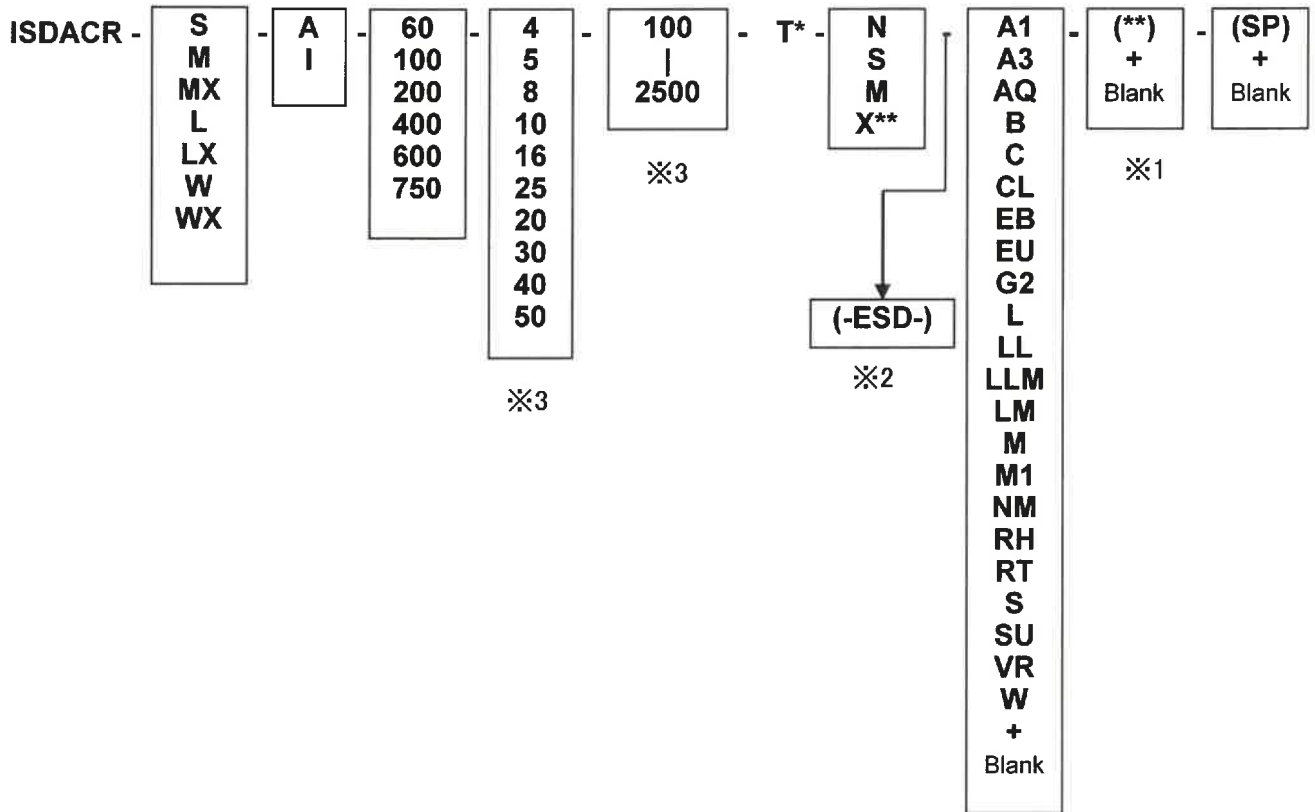 ISDACR - S - A - 60 - 4 - 100 - T* - N - A1 - (**) - (SP)
M I 100 5 | S A3 + +
MX 200 8 2500 M AQ Blank Blank
L 400 10 X** B
LX 600 16 ※3 C ※1
W 750 25 CL
WX 20 EB
30 EU
40 G2
50 (-ESD-) L
LL
※2 LLM
※3 LM
M
M1
NM
RH
RT
S
SU
VR
W
+
Blank